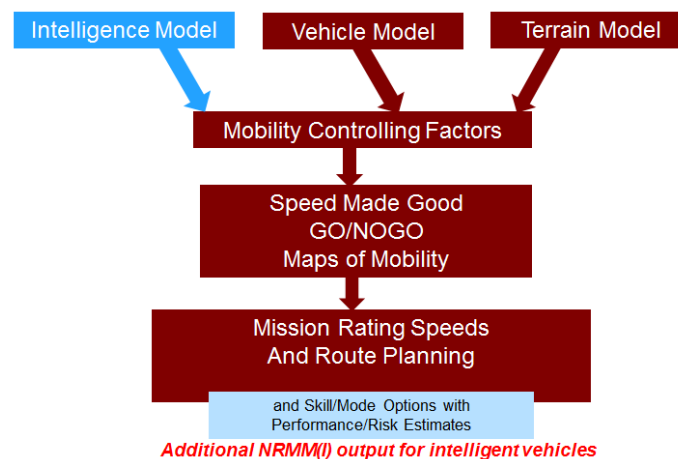 Intelligence Model
Vehicle Model
Terrain Model
Mobility Controlling Factors
Speed Made Good
GO/NOGO
Maps of Mobility
Mission Rating Speeds
And Route Planning
and Skill/Mode Options with
Performance/Risk Estimates
Additional NRMM(I) output for intelligent vehicles